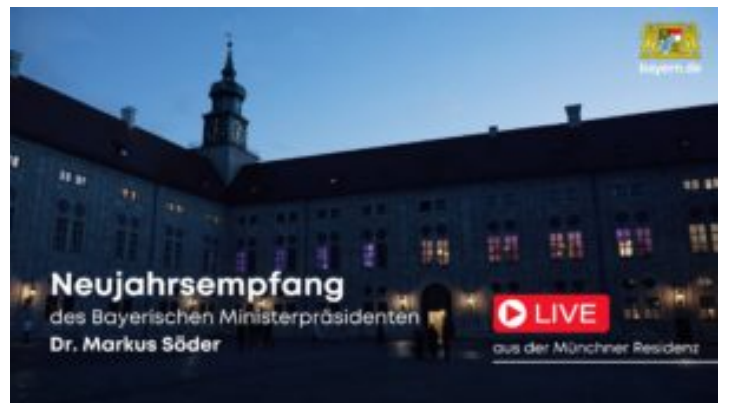 bayern.de
Neujahrsempfang
des Bayerischen Ministerpräsidenten
Dr. Markus Söder
LIVE
aus der Münchner Residenz